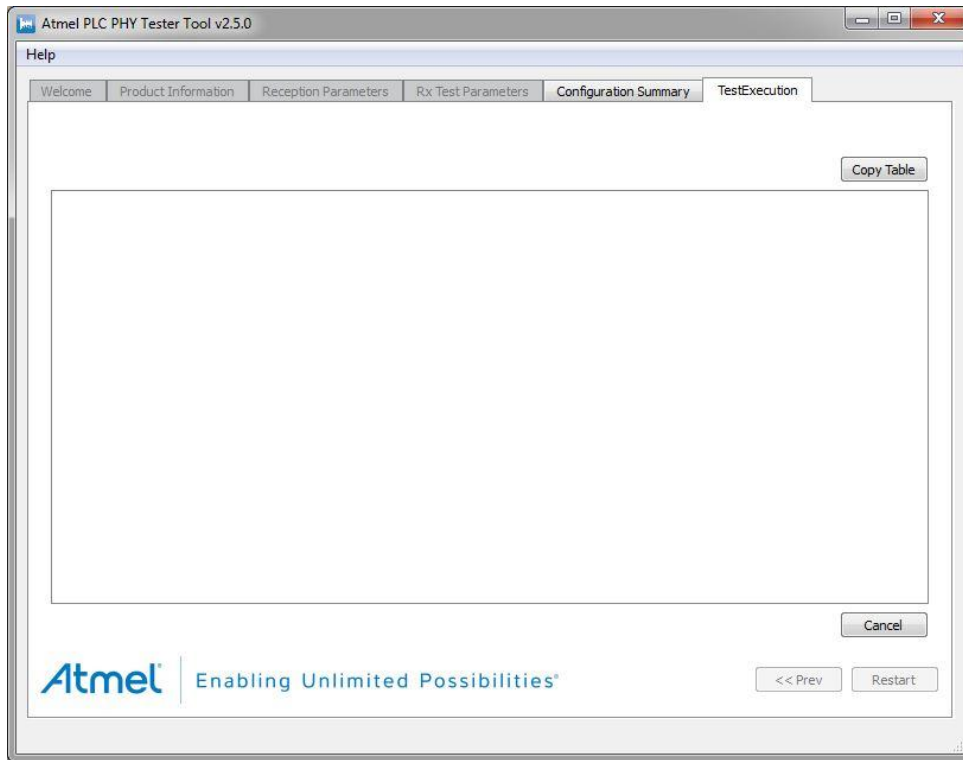 Atmel PLC PHY Tester Tool v2.5.0
Help
Welcome Product Information Reception Parameters Rx Test Parameters Configuration Summary TestExecution
Copy Table
Cancel
Atmel® Enabling Unlimited Possibilities®
<< Prev Restart